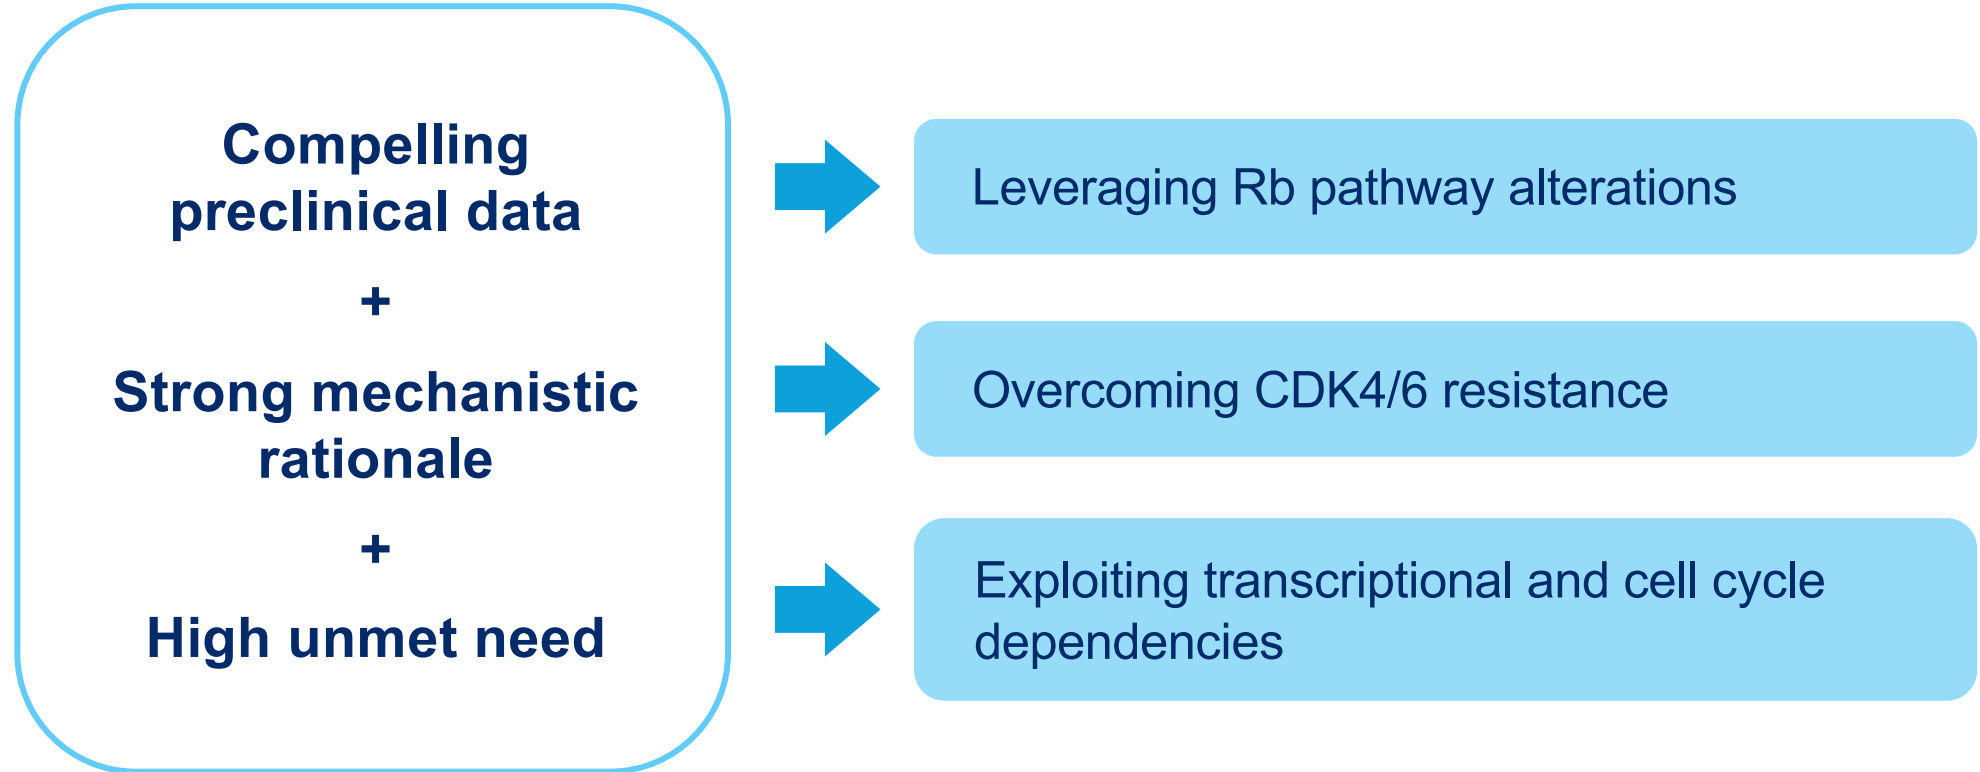 Compelling
preclinical data
+
Strong mechanistic
rationale
+
High unmet need
Leveraging Rb pathway alterations
Overcoming CDK4/6 resistance
Exploiting transcriptional and cell cycle
dependencies